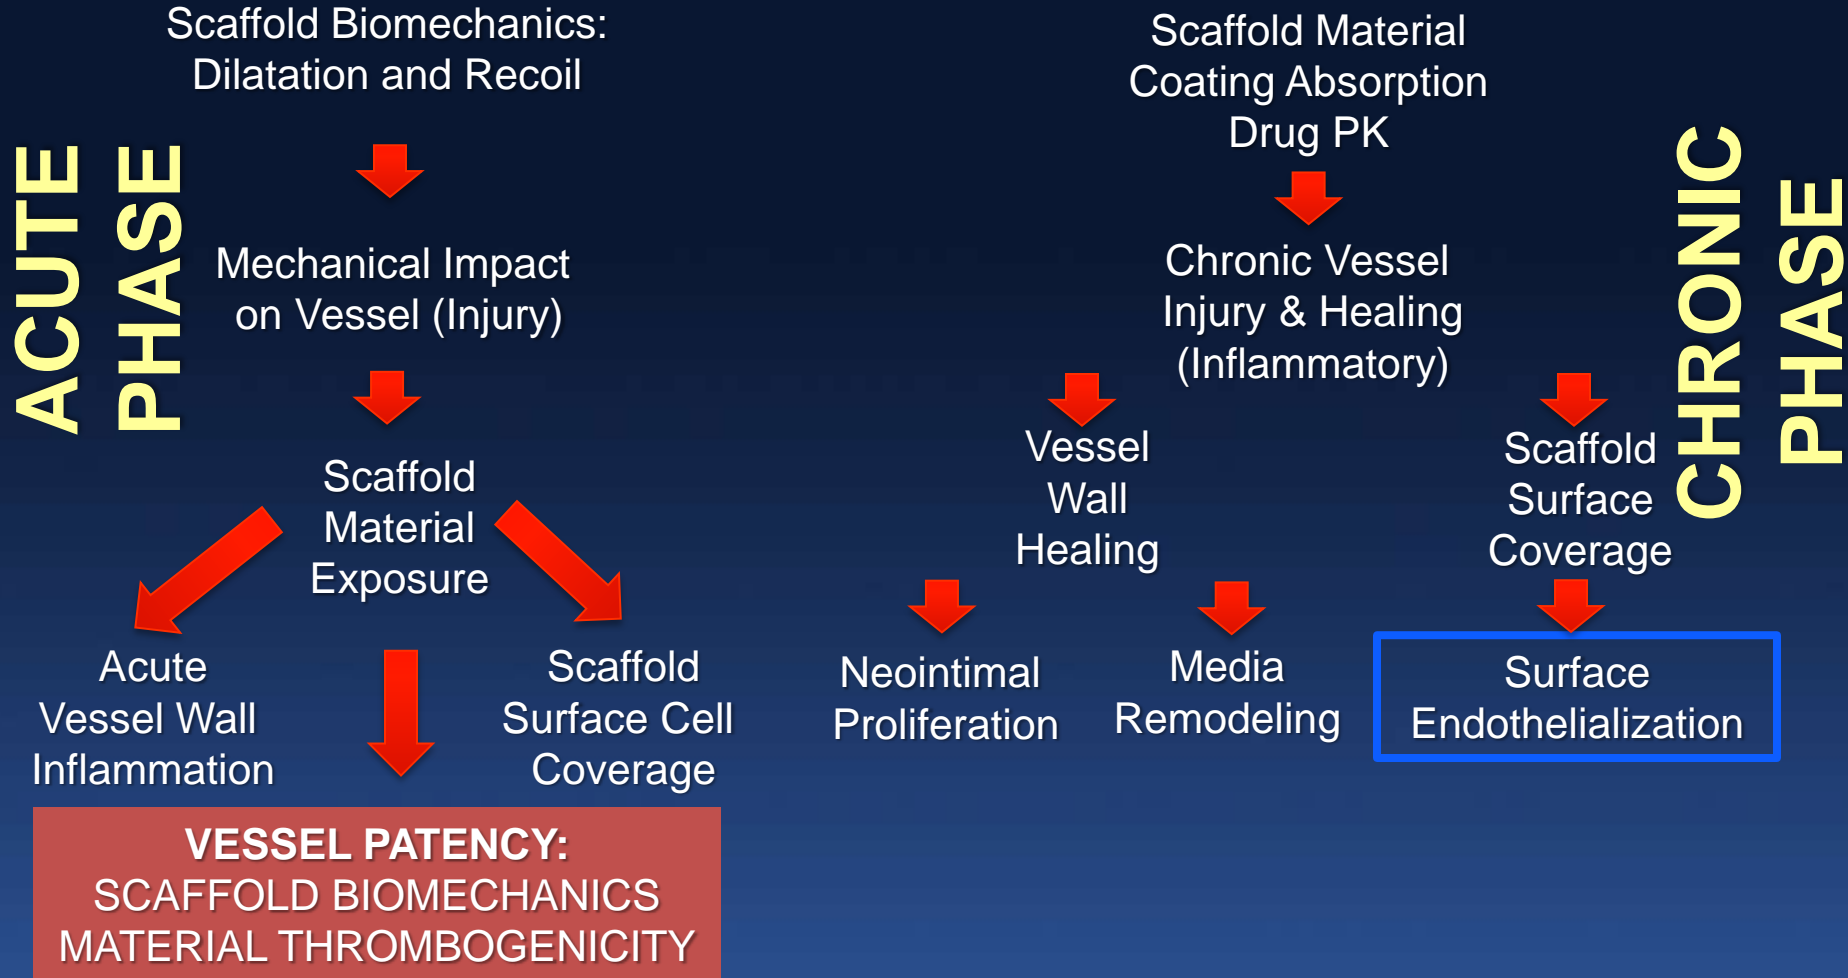 Scaffold Biomechanics:
Dilatation and Recoil
ACUTE
PHASE
Mechanical Impact
on Vessel (Injury)
Scaffold
Material
Exposure
Acute
Vessel Wall
Inflammation
Scaffold
Surface Cell
Coverage
VESSEL PATENCY:
SCAFFOLD BIOMECHANICS
MATERIAL THROMBOGENICITY
Scaffold Material
Coating Absorption
Drug PK
CHRONIC
PHASE
Chronic Vessel
Injury & Healing
(Inflammatory)
Vessel
Wall
Healing
Scaffold
Surface
Coverage
Neointimal
Proliferation
Media
Remodeling
Surface
Endothelialization